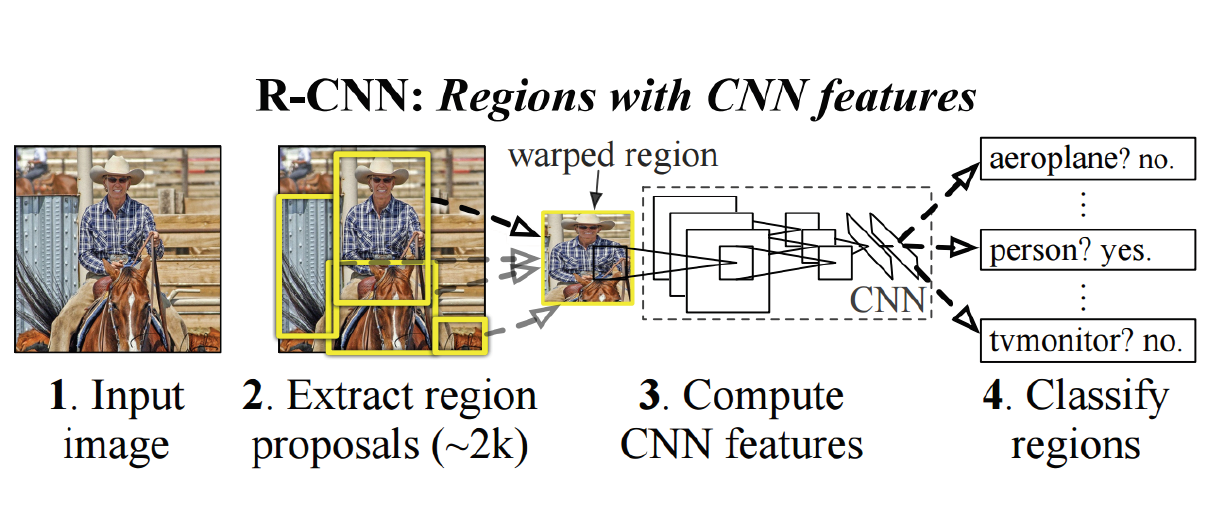 R-CNN: Regions with CNN features
warped region
aeroplane? no.
⋮
person? yes.
⋮
tvmonitor? no.
CNN
1. Input
image
2. Extract region
proposals (~2k)
3. Compute
CNN features
4. Classify
regions